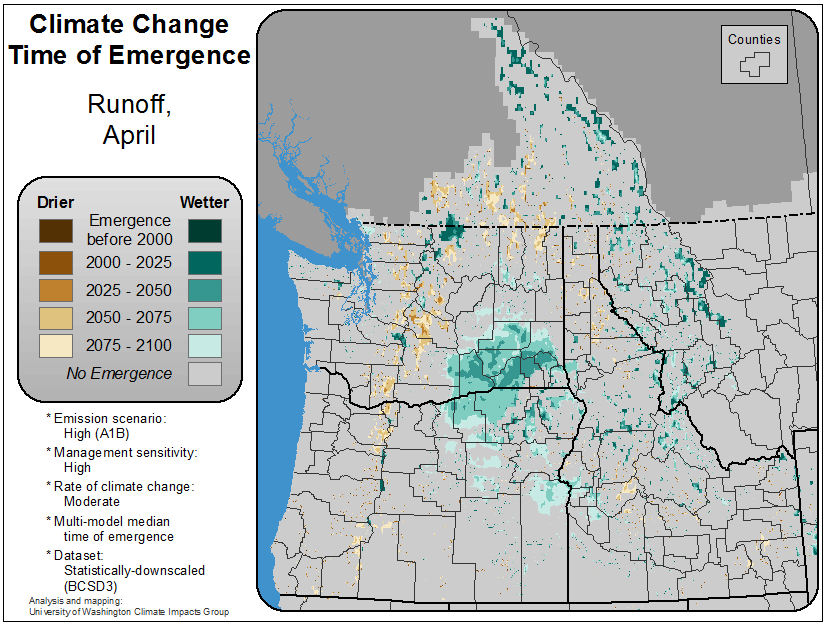 Climate Change
Time of Emergence
Runoff,
April
Counties
Drier
Wetter
Emergence
before 2000
2000 - 2025
2025 - 2050
2050 - 2075
2075 - 2100
No Emergence
* Emission scenario:
High (A1B)
* Management sensitivity:
High
* Rate of climate change:
Moderate
* Multi-model median
time of emergence
* Dataset:
Statistically-downscaled
(BCSD3)
Analysis and mapping:
University of Washington Climate Impacts Group